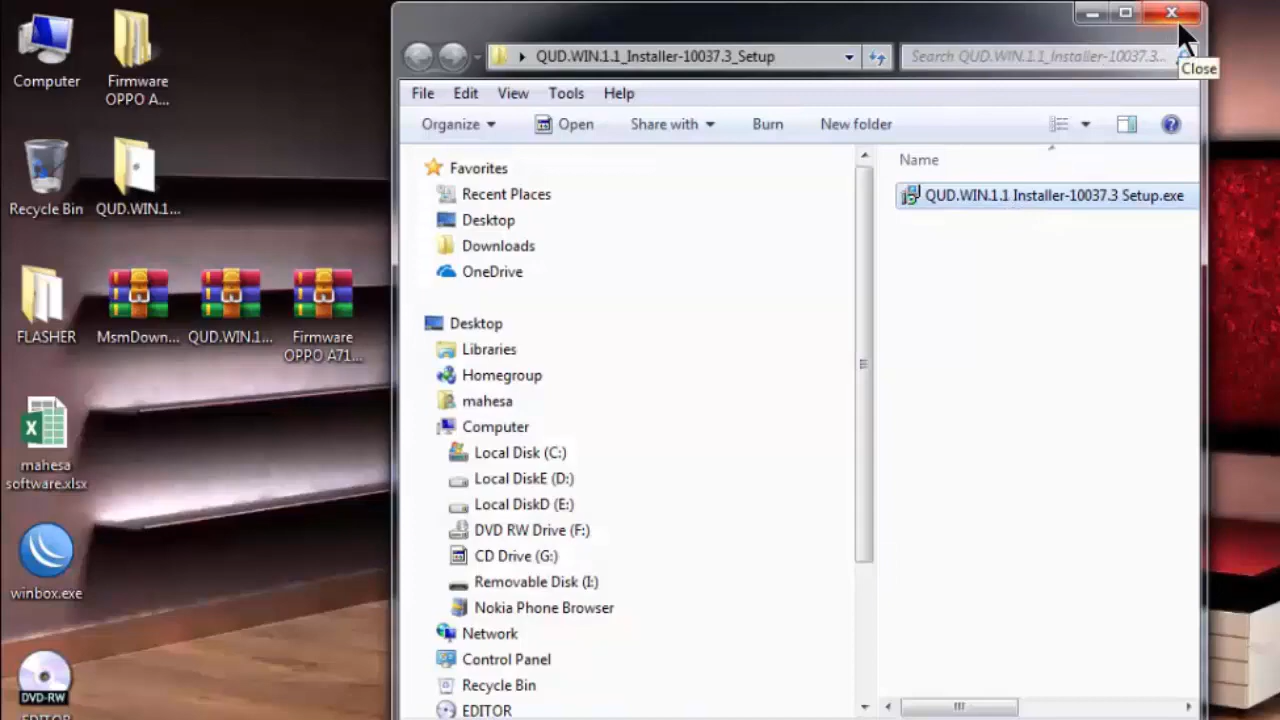 Computer
Firmware
OPPO A...
Recycle Bin
QUD.WIN.1...
FLASHER
MsmDown...
QUD.WIN.1...
Firmware
OPPO A71...
mahesa
software.xlsx
winbox.exe
DVD-RW
EDITOR
QUD.WIN.1.1_Installer-10037.3_Setup
Search QUD.WIN.1.1_Installer-10037.3...
Close
File Edit View Tools Help
Organize Open Share with Burn New folder
Favorites
Recent Places
Desktop
Downloads
OneDrive
Desktop
Libraries
Homegroup
mahesa
Computer
Local Disk (C:)
Local DiskE (D:)
Local DiskD (E:)
DVD RW Drive (F:)
CD Drive (G:)
Removable Disk (I:)
Nokia Phone Browser
Network
Control Panel
Recycle Bin
EDITOR
Name
QUD.WIN.1.1 Installer-10037.3 Setup.exe